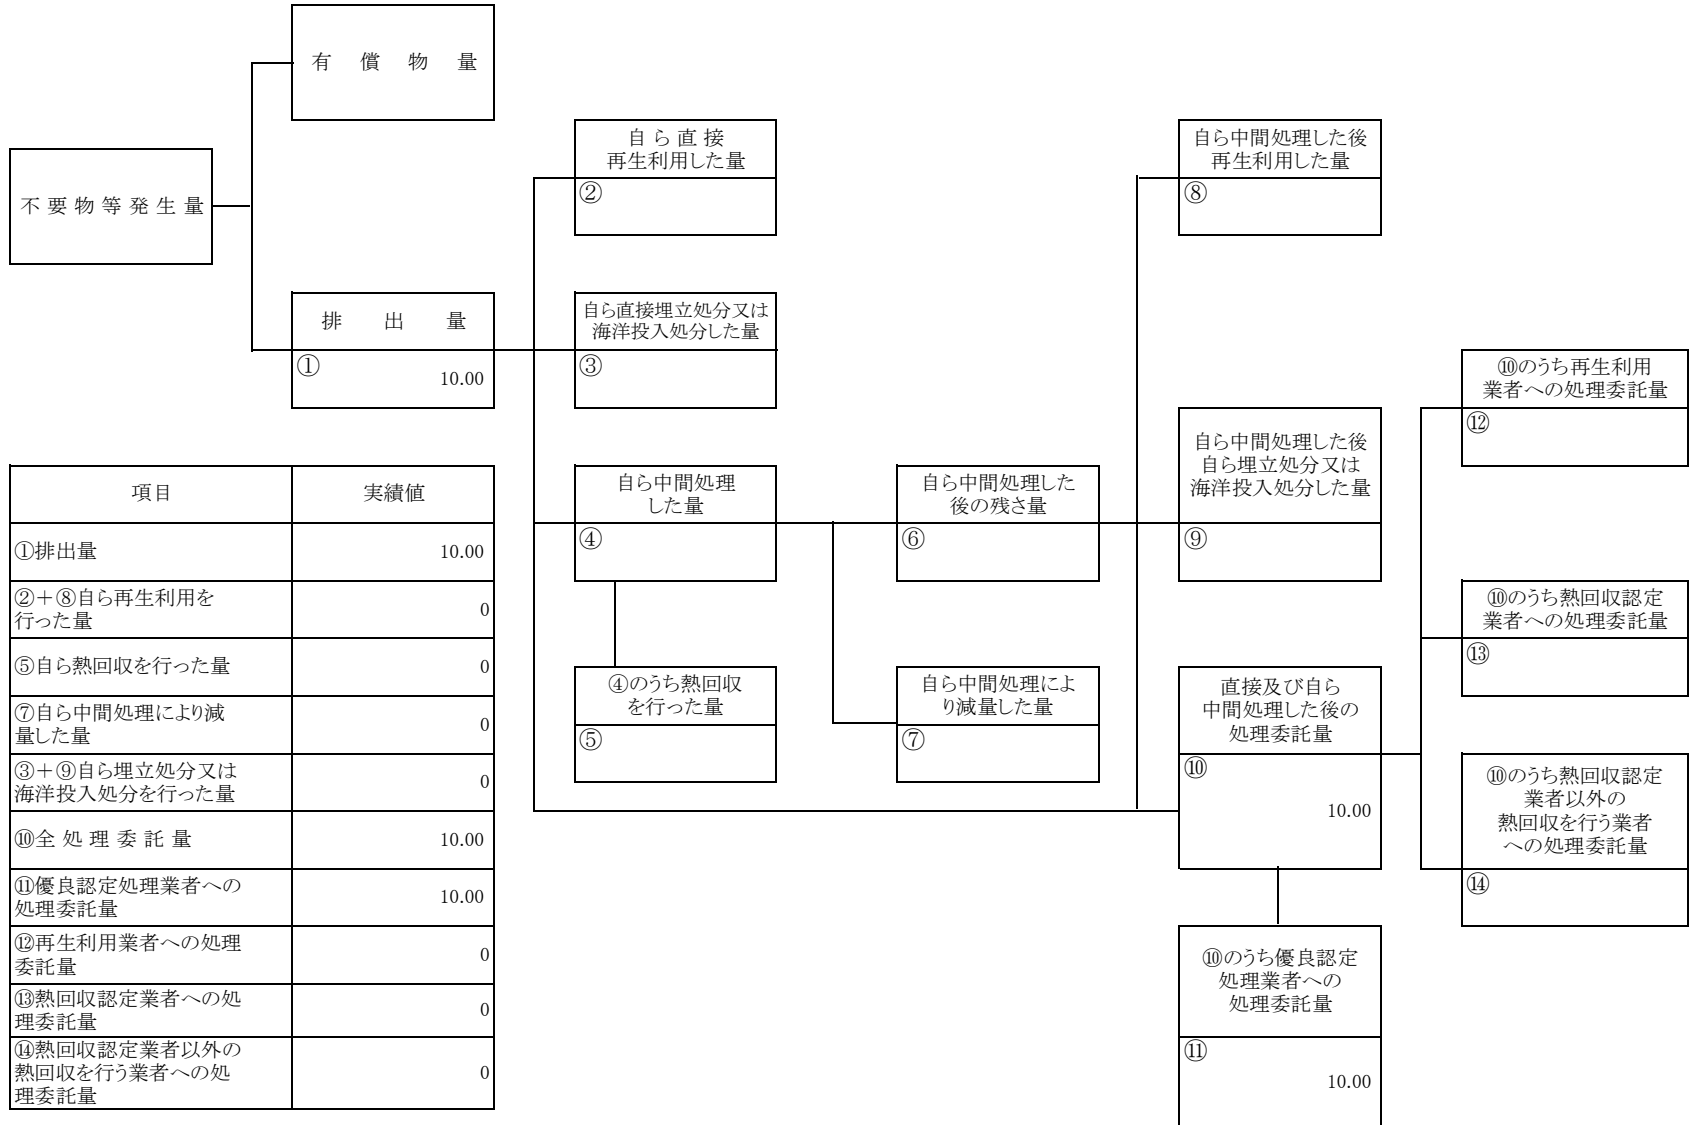 有償物量
不要物等発生量
排出量
①
10.00
自ら直接
再生利用した量
②
自ら直接埋立処分又は
海洋投入処分した量
③
自ら中間処理
した量
④
④のうち熱回収
を行った量
⑤
自ら中間処理した
後の残さ量
⑥
自ら中間処理によ
り減量した量
⑦
自ら中間処理した後
再生利用した量
⑧
自ら中間処理した後
自ら埋立処分又は
海洋投入処分した量
⑨
直接及び自ら
中間処理した後の
処理委託量
⑩
10.00
⑩のうち優良認定
処理業者への
処理委託量
⑪
10.00
⑩のうち再生利用
業者への処理委託量
⑫
⑩のうち熱回収認定
業者への処理委託量
⑬
⑩のうち熱回収認定
業者以外の
熱回収を行う業者
への処理委託量
⑭
項目 実績値
①排出量 10.00
②＋⑧自ら再生利用を
行った量 0
⑤自ら熱回収を行った量 0
⑦自ら中間処理により減
量した量 0
③＋⑨自ら埋立処分又は
海洋投入処分を行った量 0
⑩全処理委託量 10.00
⑪優良認定処理業者への
処理委託量 10.00
⑫再生利用業者への処理
委託量 0
⑬熱回収認定業者への処
理委託量 0
⑭熱回収認定業者以外の
熱回収を行う業者への処
理委託量 0